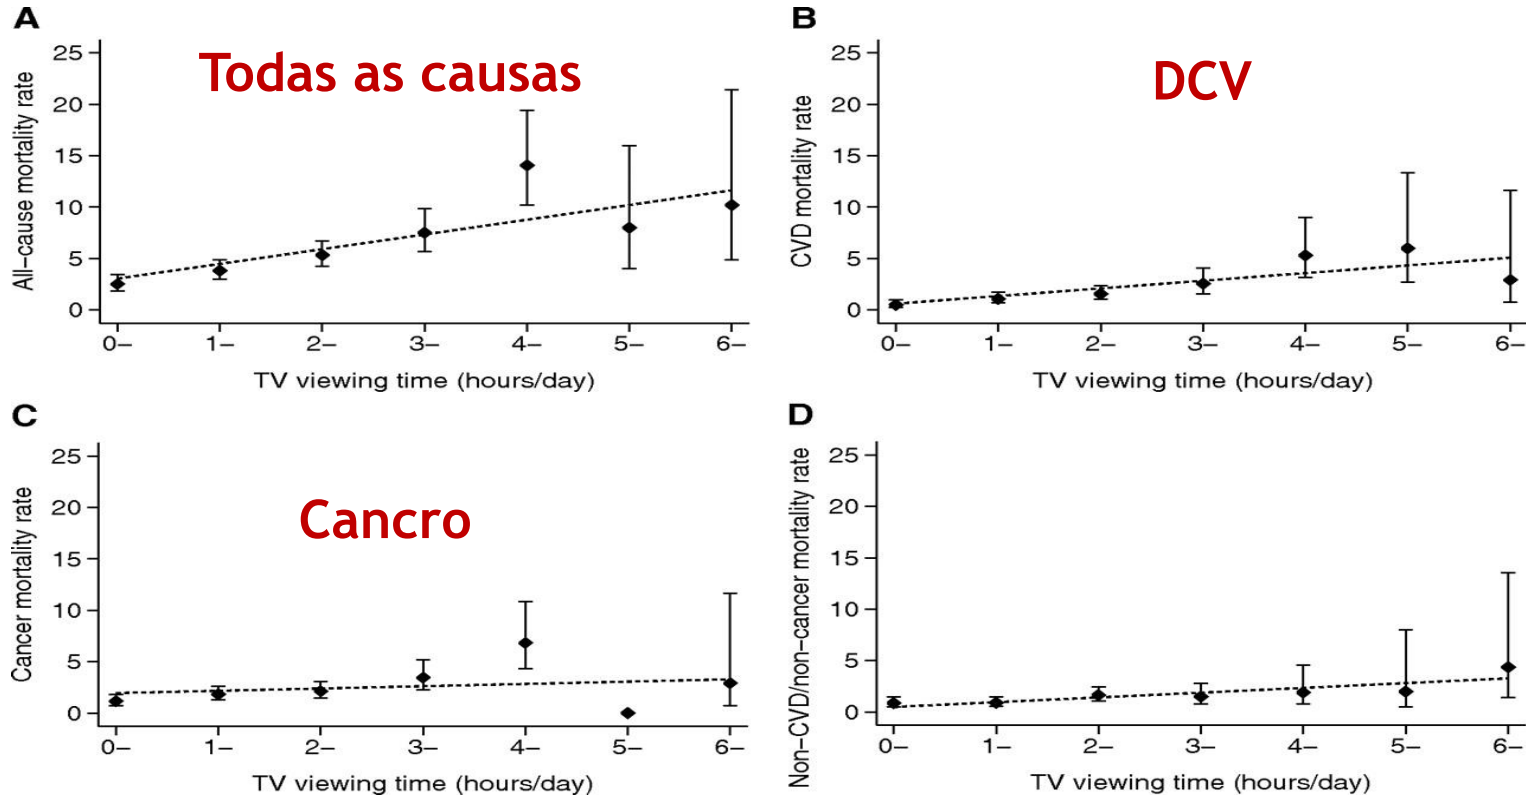 A
Todas as causas
All-cause mortality rate
25
20
15
10
5
0
0– 1– 2– 3– 4– 5– 6–
TV viewing time (hours/day)
B
DCV
CVD mortality rate
25
20
15
10
5
0
0– 1– 2– 3– 4– 5– 6–
TV viewing time (hours/day)
C
Cancro
Cancer mortality rate
25
20
15
10
5
0
0– 1– 2– 3– 4– 5– 6–
TV viewing time (hours/day)
D
Non-CVD/non-cancer mortality rate
25
20
15
10
5
0
0– 1– 2– 3– 4– 5– 6–
TV viewing time (hours/day)